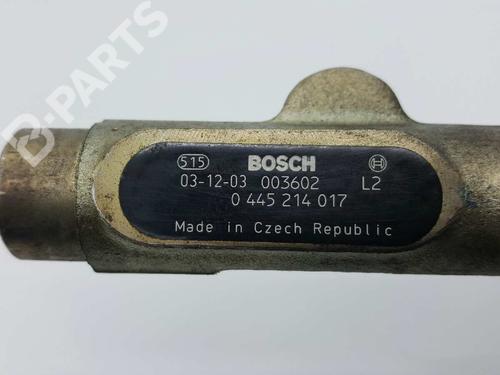 B-PARTS
515 BOSCH
03-12-03 003602 L2
0 445 214 017
Made in Czech Republic